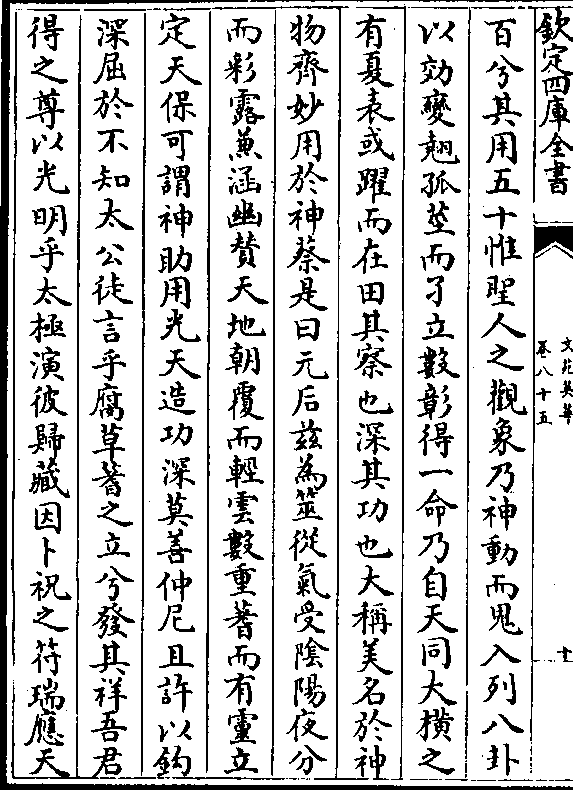 欽定四庫全書
文苑英華
卷八十五
十
百兮其用五十惟聖人之觀象乃神動而鬼入列八卦
以効變翹孤莖而孑立數彰得一命乃自天同大橫之
有夏表或躍而在田其察也深其功也大稱美名於神
物齊妙用於神蔡是曰元后兹為筮從氣受隂陽夜分
而彩露兼涵幽賛天地朝覆而輕雲數重蓍而有靈立
定天保可謂神助用光天造功深莫善仲尼且許以鈎
深屈於不知太公徒言乎腐草蓍之立兮發其祥吾君
得之尊以光明乎太極演彼歸藏因卜祝之符瑞應天